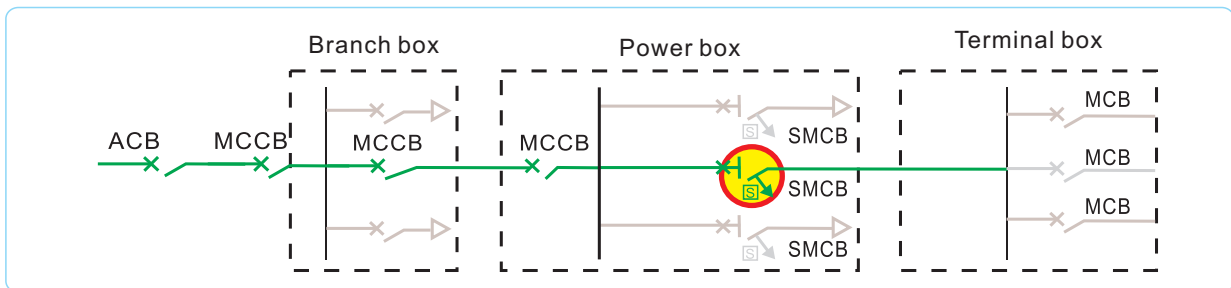 Branch box
Power box
Terminal box
ACB
MCCB
MCCB
MCCB
S
SMCB
S
SMCB
S
SMCB
MCB
MCB
MCB